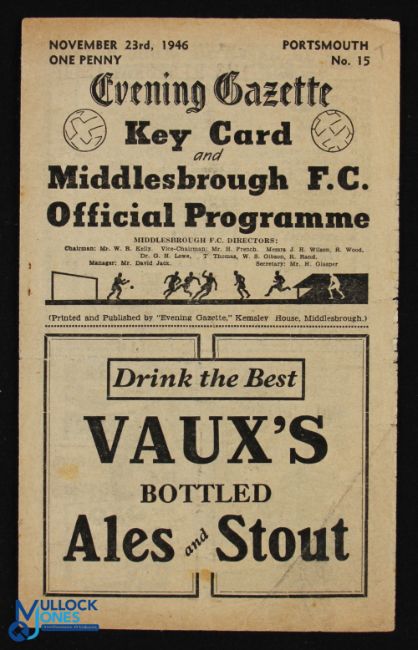 NOVEMBER 23rd, 1946 PORTSMOUTH
ONE PENNY No. 15
Evening Gazette
Key Card
and
Middlesbrough F.C.
Official Programme
MIDDLESBROUGH F.C. DIRECTORS:
Chairman: Mr. W. R. Kelly. Vice-Chairman: Mr. H. French. Messrs J. H. Wilson, R. Wood,
Dr. G. H. Lowe, T Thomas, W. S. Gibson, R. Rand.
Manager: Mr. David Jack. Secretary: Mr. H. Glasper
(Printed and Published by "Evening Gazette," Kemsley House, Middlesbrough.)
Drink the Best
VAUX'S
BOTTLED
Ales and Stout
MULLOCK
JONES